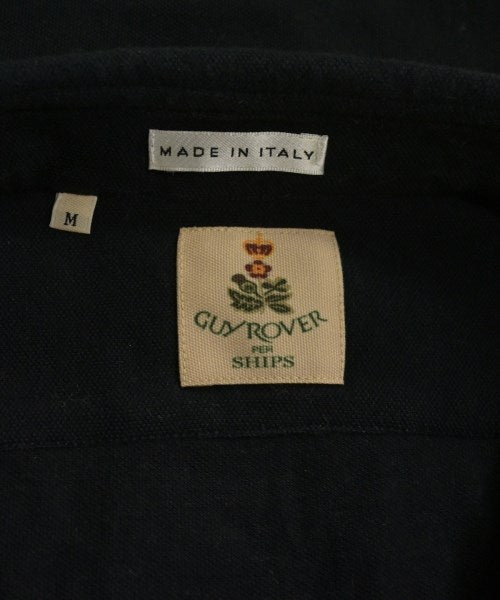 MADE IN ITALY
M
GUY ROVER
PER
SHIPS